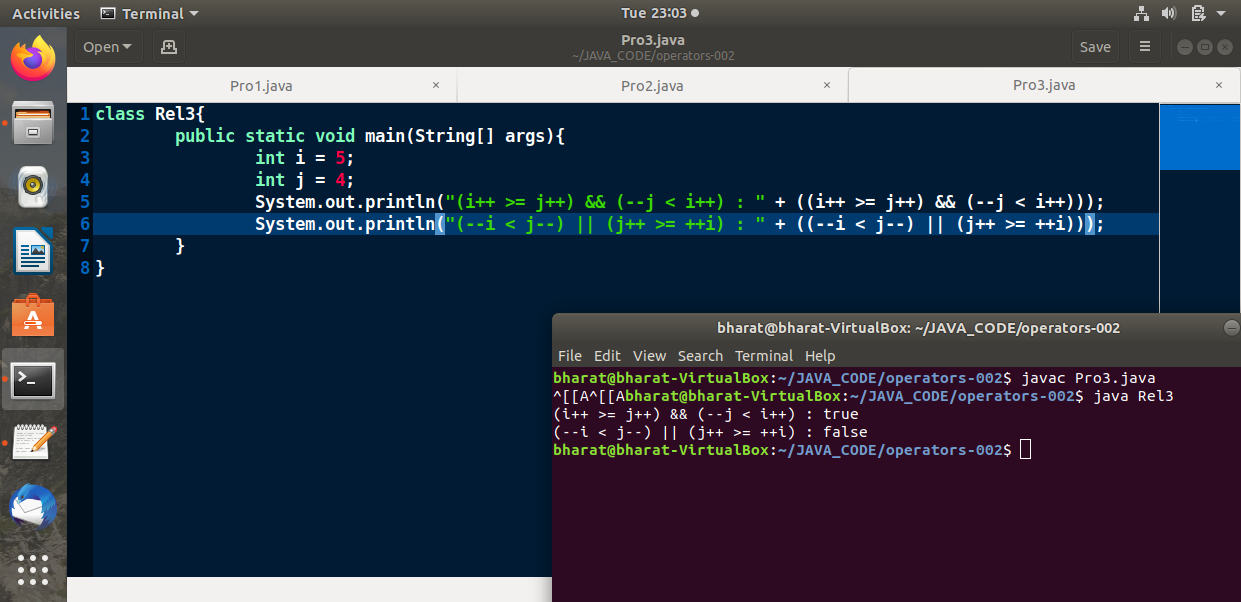 Activities Terminal Tue 23:03
Open Pro3.java Save
~/JAVA_CODE/operators-002
Pro1.java × Pro2.java × Pro3.java ×
1 class Rel3{
2 public static void main(String[] args){
3 int i = 5;
4 int j = 4;
5 System.out.println("(i++ >= j++) && (--j < i++) : " + ((i++ >= j++) && (--j < i++)));
6 System.out.println("(--i < j--) || (j++ >= ++i) : " + ((--i < j--) || (j++ >= ++i)));
7 }
8 }
bharat@bharat-VirtualBox: ~/JAVA_CODE/operators-002
File Edit View Search Terminal Help
bharat@bharat-VirtualBox:~/JAVA_CODE/operators-002$ javac Pro3.java
^[[A^[[Abharat@bharat-VirtualBox:~/JAVA_CODE/operators-002$ java Rel3
(i++ >= j++) && (--j < i++) : true
(--i < j--) || (j++ >= ++i) : false
bharat@bharat-VirtualBox:~/JAVA_CODE/operators-002$